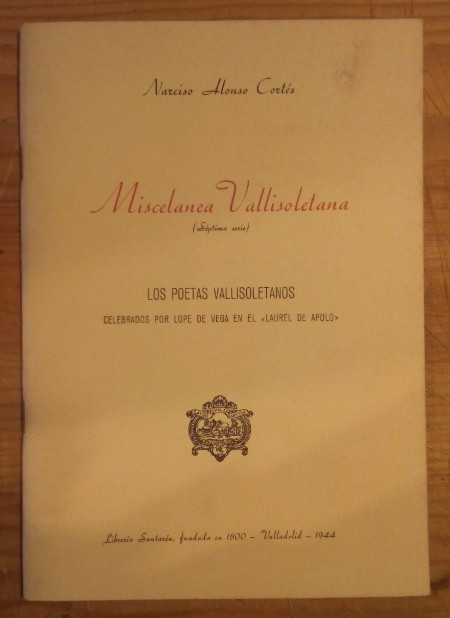 Narciso Alonso Cortés
Miscelanea Vallisoletana
(Séptima serie)
LOS POETAS VALLISOLETANOS
CELEBRADOS POR LOPE DE VEGA EN EL «LAUREL DE APOLO»
Librería Santarén, fundada en 1800 – Valladolid – 1944